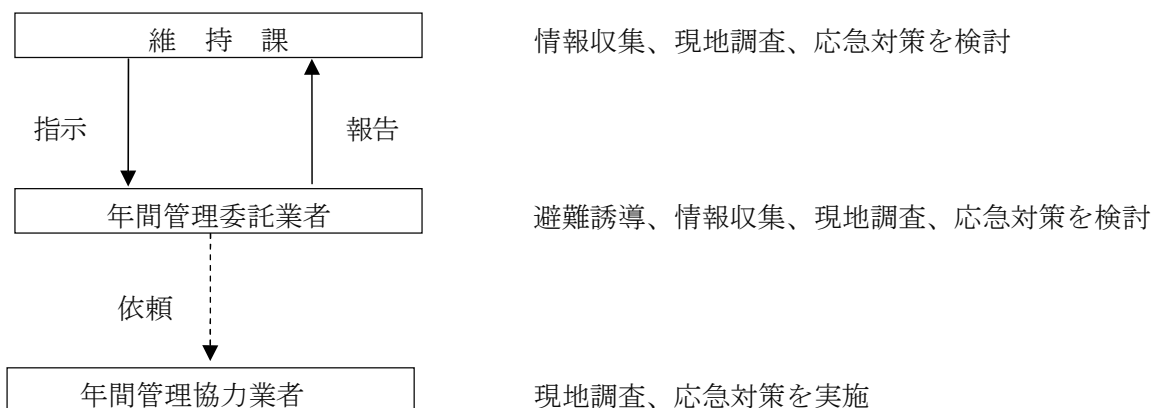 維　持　課　情報収集、現地調査、応急対策を検討
指示　報告
年間管理委託業者　避難誘導、情報収集、現地調査、応急対策を検討
依頼
年間管理協力業者　現地調査、応急対策を実施